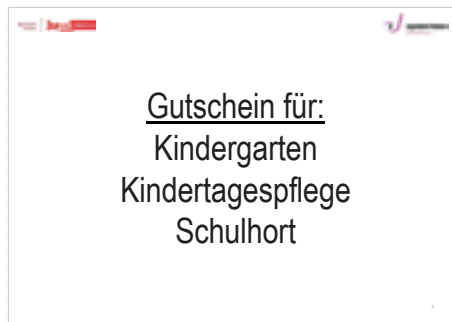 Gutschein für:
Kindergarten
Kindertagespflege
Schulhort